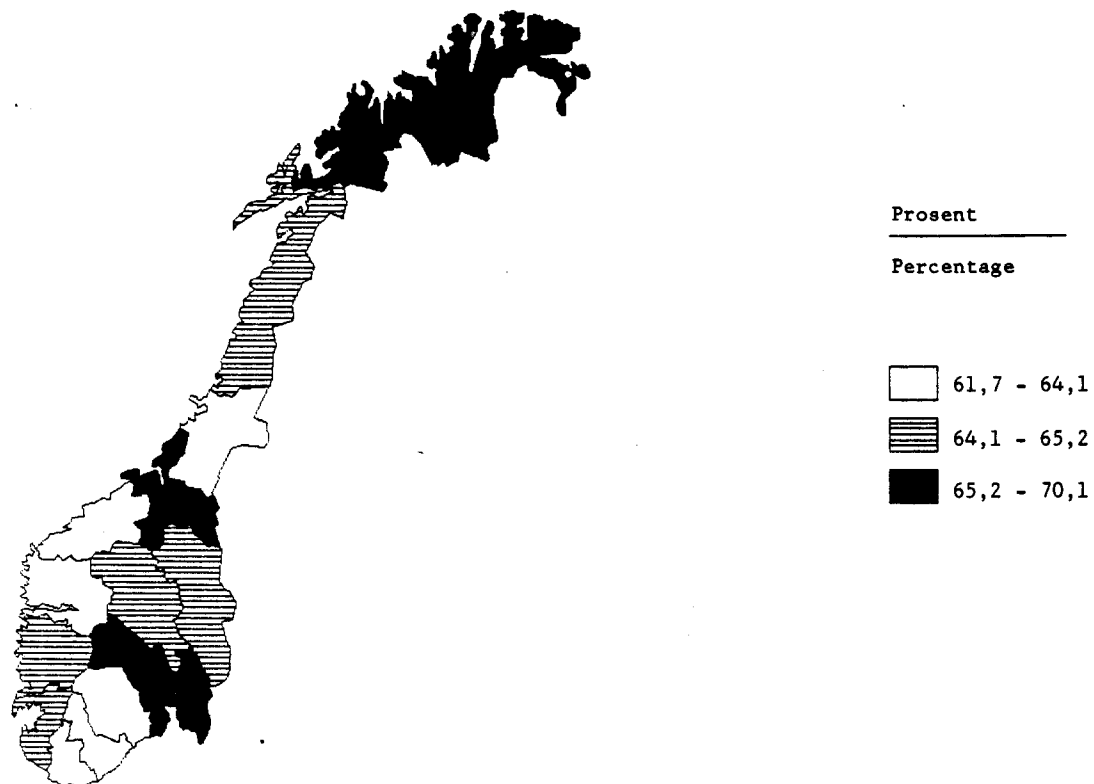 Prosent
Percentage
61,7 - 64,1
64,1 - 65,2
65,2 - 70,1